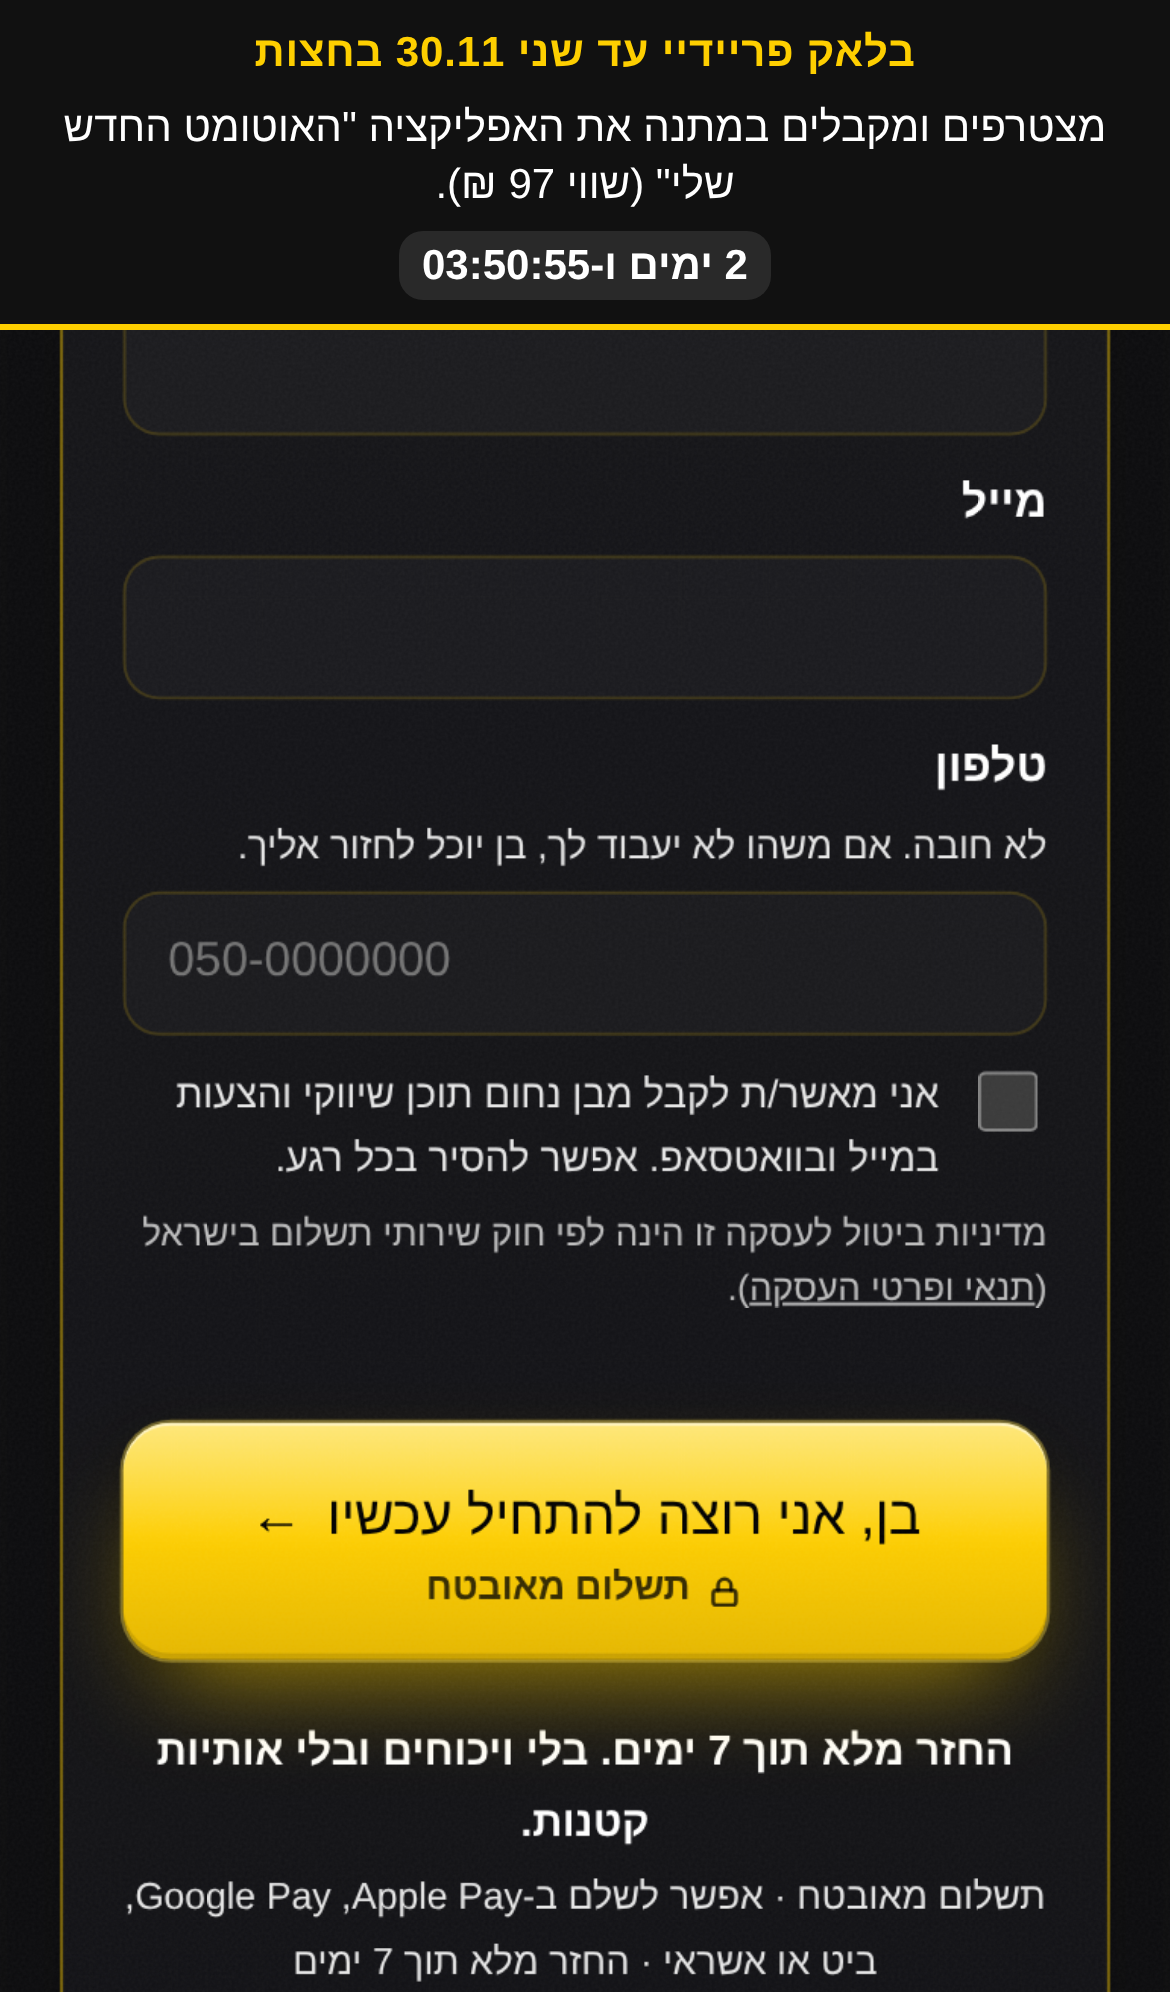 בלאק פריידיי עד שני 30.11 בחצות
מצטרפים ומקבלים במתנה את האפליקציה "האוטומט החדש
שלי" (שווי 97 ₪).
2 ימים ו-03:50:55
מייל
טלפון
לא חובה. אם משהו לא יעבוד לך, בן יוכל לחזור אליך.
050-0000000
אני מאשר/ת לקבל מבן נחום תוכן שיווקי והצעות
במייל ובוואטסאפ. אפשר להסיר בכל רגע.
מדיניות ביטול לעסקה זו הינה לפי חוק שירותי תשלום בישראל
(תנאי ופרטי העסקה).
בן, אני רוצה להתחיל עכשיו ←
תשלום מאובטח
החזר מלא תוך 7 ימים. בלי ויכוחים ובלי אותיות
קטנות.
תשלום מאובטח · אפשר לשלם ב-Apple Pay, Google Pay,
ביט או אשראי · החזר מלא תוך 7 ימים